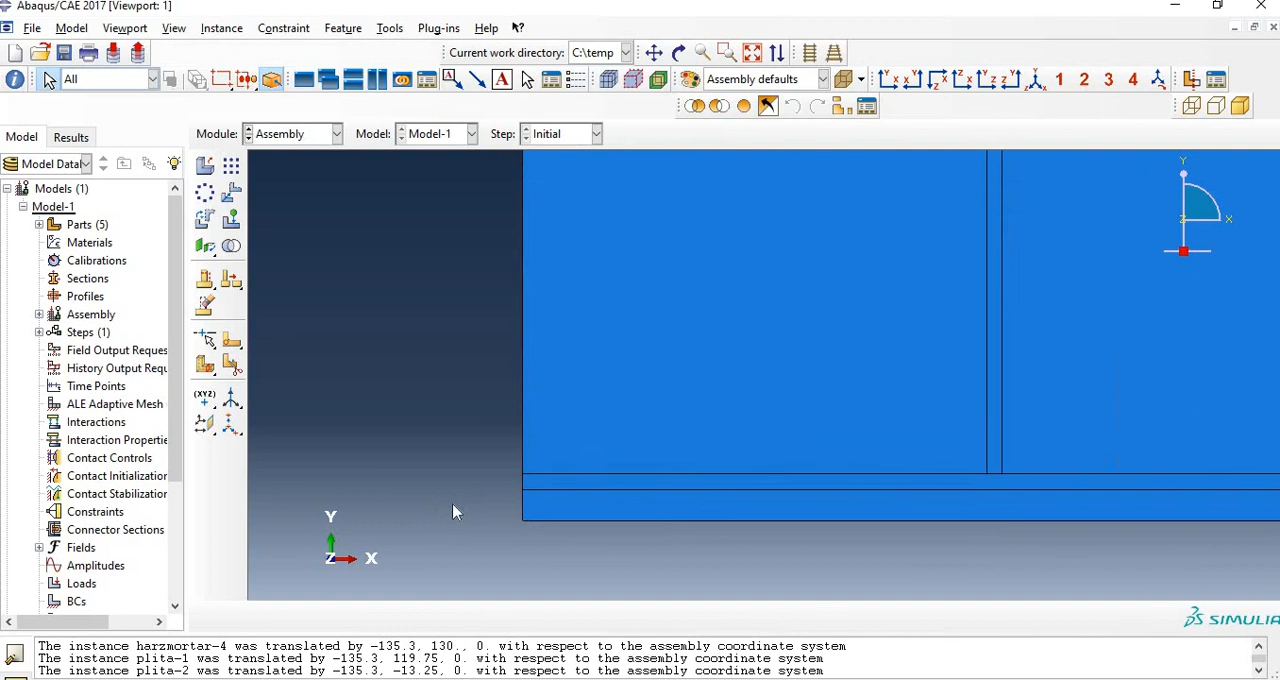 Abaqus/CAE 2017 [Viewport: 1]
File Model Viewport View Instance Constraint Feature Tools Plug-ins Help
Current work directory: C:\temp
All Assembly defaults 1 2 3 4
Model Results Module: Assembly Model: Model-1 Step: Initial
Model Datal
Models (1)
Model-1
Parts (5)
Materials
Calibrations
Sections
Profiles
Assembly
Steps (1)
Field Output Reques
History Output Requ
Time Points
ALE Adaptive Mesh
Interactions
Interaction Propertie
Contact Controls
Contact Initialization
Contact Stabilization
Constraints
Connector Sections
Fields
Amplitudes
Loads
BCs
(XYZ)
Y
Z X
Y
Z X
SIMULIA
The instance harzmortar-4 was translated by -135.3, 130., 0. with respect to the assembly coordinate system
The instance plita-1 was translated by -135.3, 119.75, 0. with respect to the assembly coordinate system
The instance plita-2 was translated by -135.3, -13.25, 0. with respect to the assembly coordinate system